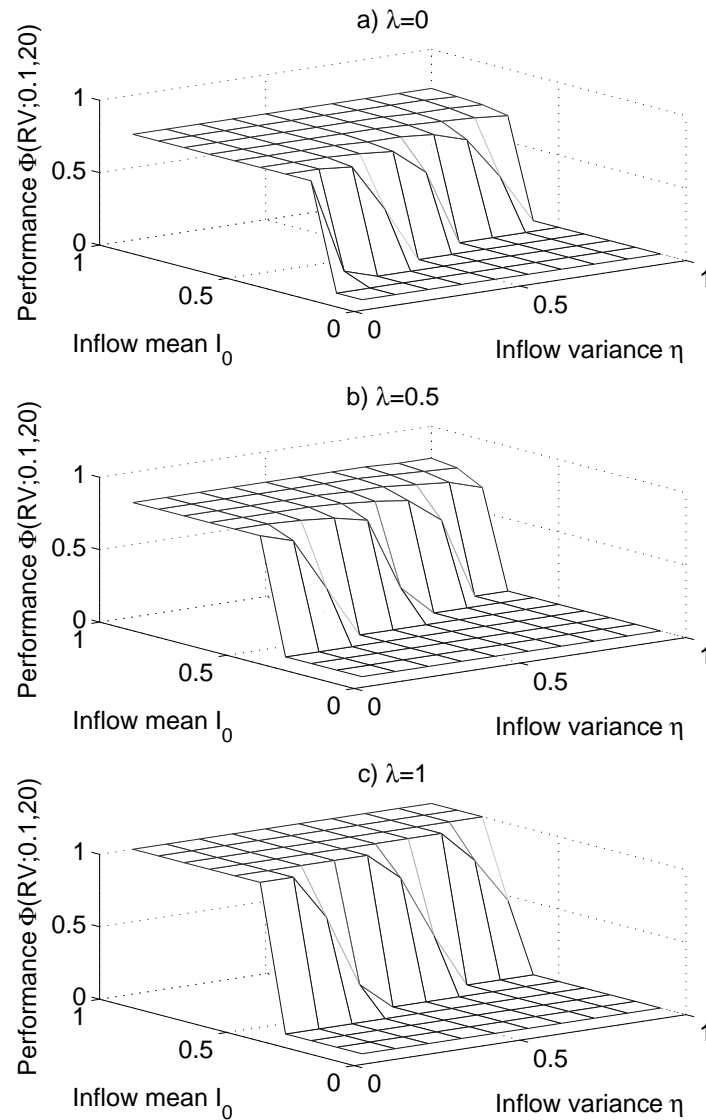 a) λ=0
Performance Φ(RV;0.1,20)
1
0.5
0
1
0.5
0
Inflow mean I₀
0
0.5
1
Inflow variance η
b) λ=0.5
Performance Φ(RV;0.1,20)
1
0.5
0
1
0.5
0
Inflow mean I₀
0
0.5
1
Inflow variance η
c) λ=1
Performance Φ(RV;0.1,20)
1
0.5
0
1
0.5
0
Inflow mean I₀
0
0.5
1
Inflow variance η